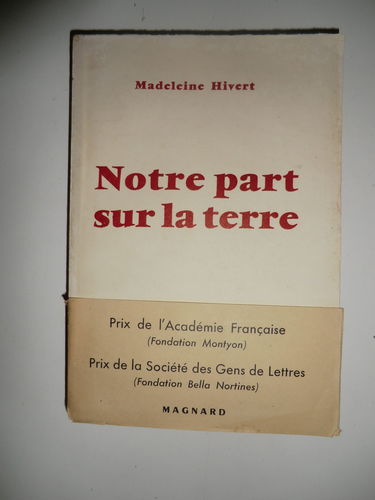 Madeleine Hivert
Notre part
sur la terre
Prix de l'Académie Française
(Fondation Montyon)
Prix de la Société des Gens de Lettres
(Fondation Bella Nortines)
MAGNARD